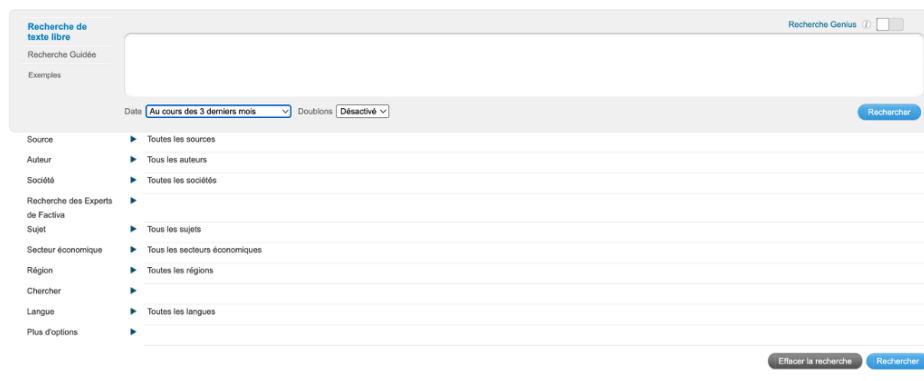 Recherche de
texte libre
Recherche Genius i
Recherche Guidée
Exemples
Date Au cours des 3 derniers mois Doublons Désactivé
Rechercher
Source Toutes les sources
Auteur Tous les auteurs
Société Toutes les sociétés
Recherche des Experts
de Factiva
Sujet Tous les sujets
Secteur économique Tous les secteurs économiques
Région Toutes les régions
Chercher
Langue Toutes les langues
Plus d'options
Effacer la recherche Rechercher